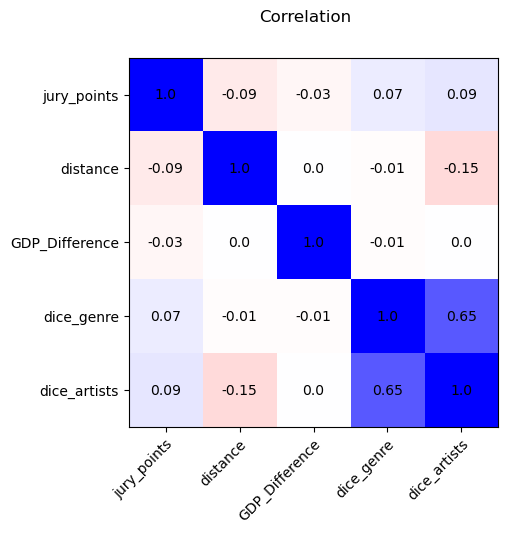 Correlation
jury_points 1.0 -0.09 -0.03 0.07 0.09
distance -0.09 1.0 0.0 -0.01 -0.15
GDP_Difference -0.03 0.0 1.0 -0.01 0.0
dice_genre 0.07 -0.01 -0.01 1.0 0.65
dice_artists 0.09 -0.15 0.0 0.65 1.0
jury_points distance GDP_Difference dice_genre dice_artists